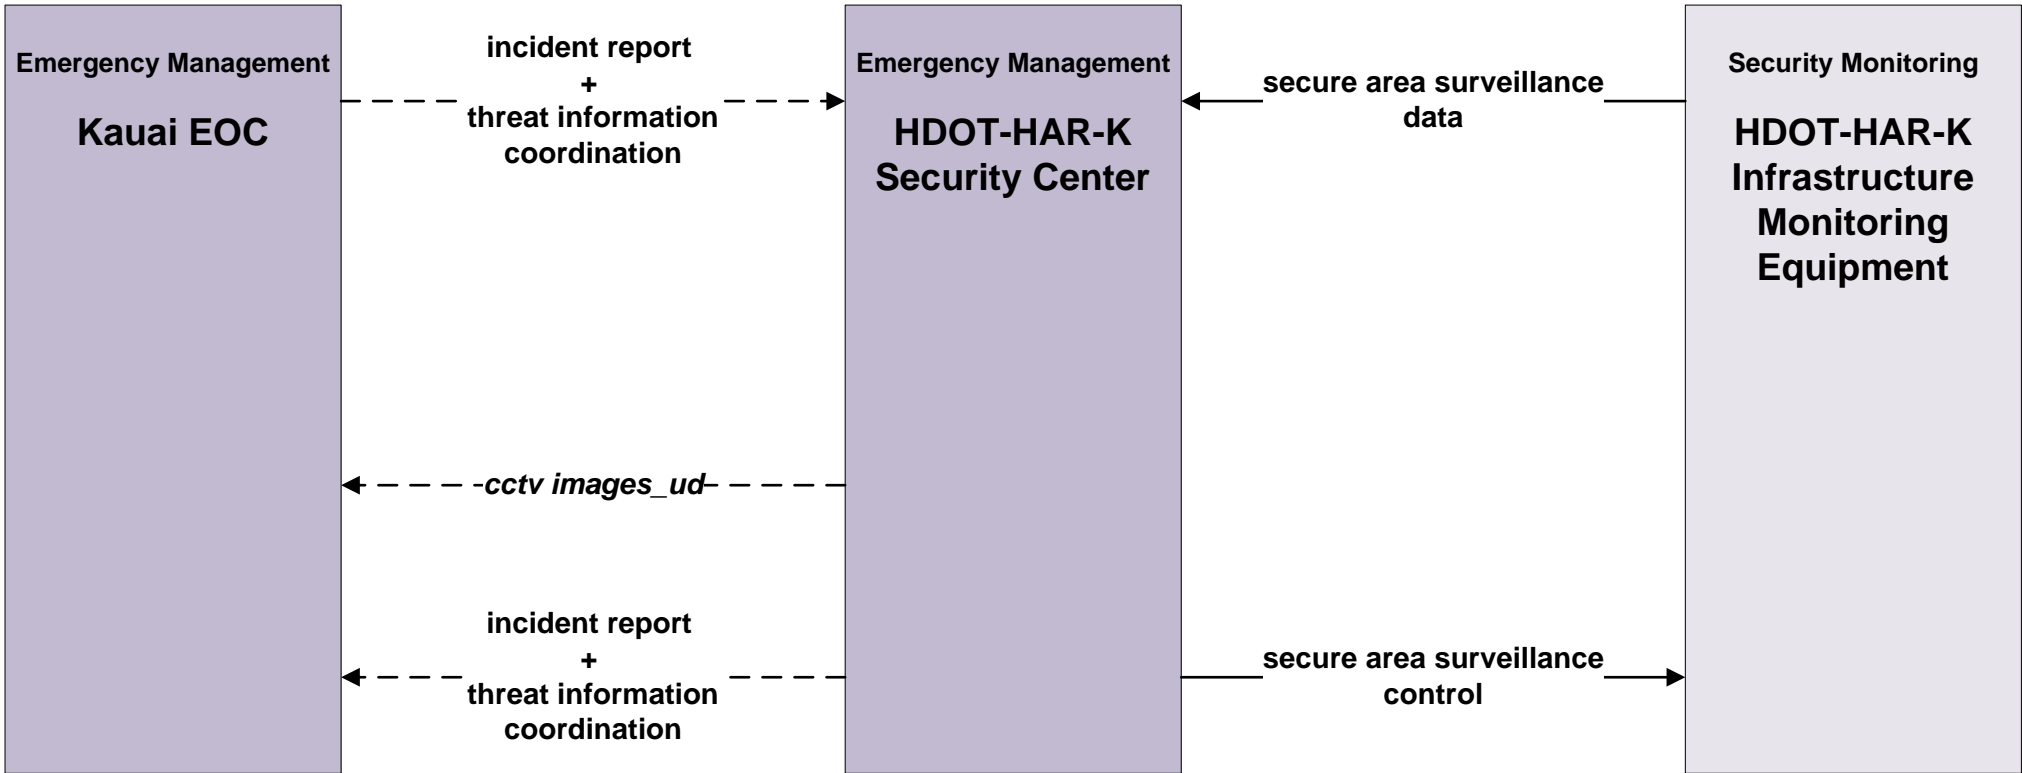 Emergency Management
Kauai EOC
incident report
+
threat information
coordination
Emergency Management
HDOT-HAR-K
Security Center
secure area surveillance
data
Security Monitoring
HDOT-HAR-K
Infrastructure
Monitoring
Equipment
cctv images_ud
incident report
+
threat information
coordination
secure area surveillance
control